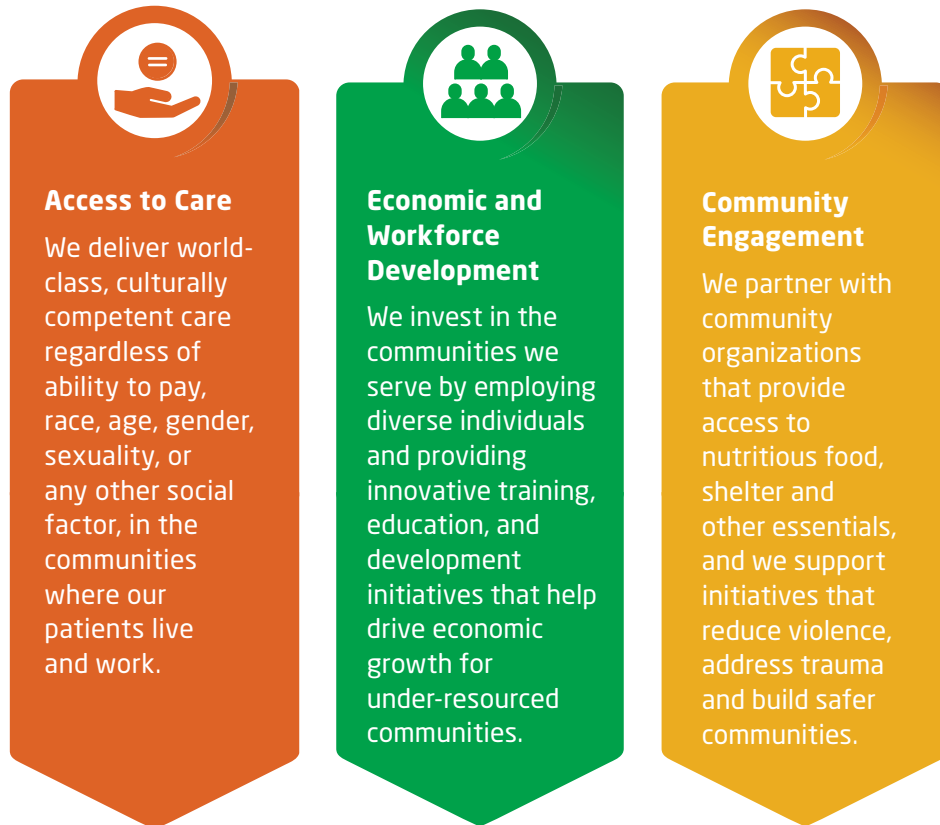 Access to Care
We deliver world-
class, culturally
competent care
regardless of
ability to pay,
race, age, gender,
sexuality, or
any other social
factor, in the
communities
where our
patients live
and work.
Economic and
Workforce
Development
We invest in the
communities we
serve by employing
diverse individuals
and providing
innovative training,
education, and
development
initiatives that help
drive economic
growth for
under-resourced
communities.
Community
Engagement
We partner with
community
organizations
that provide
access to
nutritious food,
shelter and
other essentials,
and we support
initiatives that
reduce violence,
address trauma
and build safer
communities.